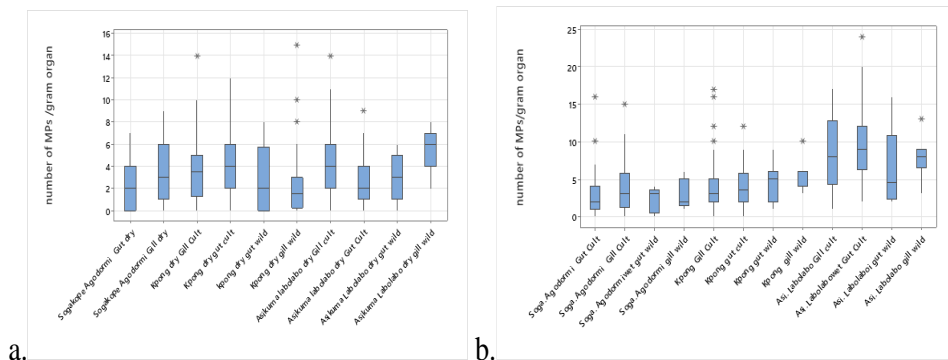 number of MPs /gram organ
16
14
12
10
8
6
4
2
0
Sogakope Agodormi Gut dry
Sogakope Agodormi Gill dry
Kpong dry Gill Cult
Kpong dry gut cult
Kpong dry gut wild
Kpong dry gill wild
Asikuma labolabo dry Gill cult
Asikuma labolabo dry Gut Cult
Asikuma Labolabo dry gut wild
Asikuma Labolabo dry gill wild
a.
number of MPs/gram organ
25
20
15
10
5
0
Soga. Agodormi Gut Cult
Soga. Agodormi Gill Cult
Soga. Agodormi wet gut wild
Soga. Agodormi gill wild
Kpong Gill Cult
Kpong gut cult
Kpong gut wild
Kpong gill wild
Asi. Labolabo Gill cult
Asi. Labolabo wet Gut Cult
Asi. Labolaboi gut wild
Asi. Labolabo gill wild
b.